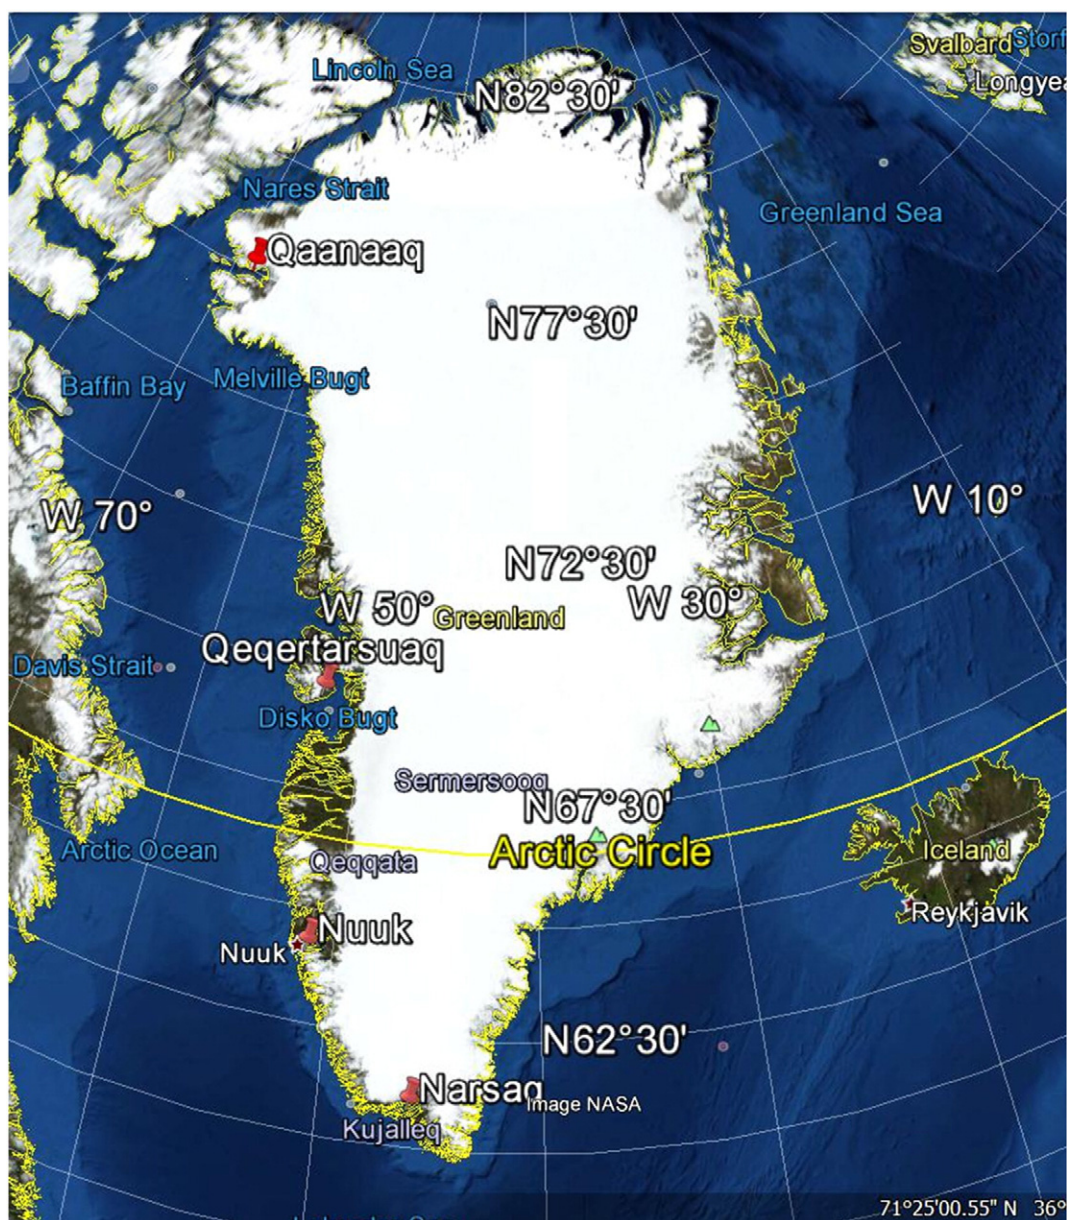 Svalbard
Storf
Lincoln Sea
Longyea
N82°30'
Nares Strait
Greenland Sea
Qaanaaq
N77°30'
Baffin Bay
Melville Bugt
W 70°
W 10°
N72°30'
W 50°
W 30°
Greenland
Qeqertarsuaq
Davis Strait
Disko Bugt
Sermersooq
N67°30'
Arctic Ocean
Arctic Circle
Iceland
Qeqqata
Reykjavik
Nuuk
Nuuk
N62°30'
Narsaq
Image NASA
Kujalleq
71°25'00.55" N 36°